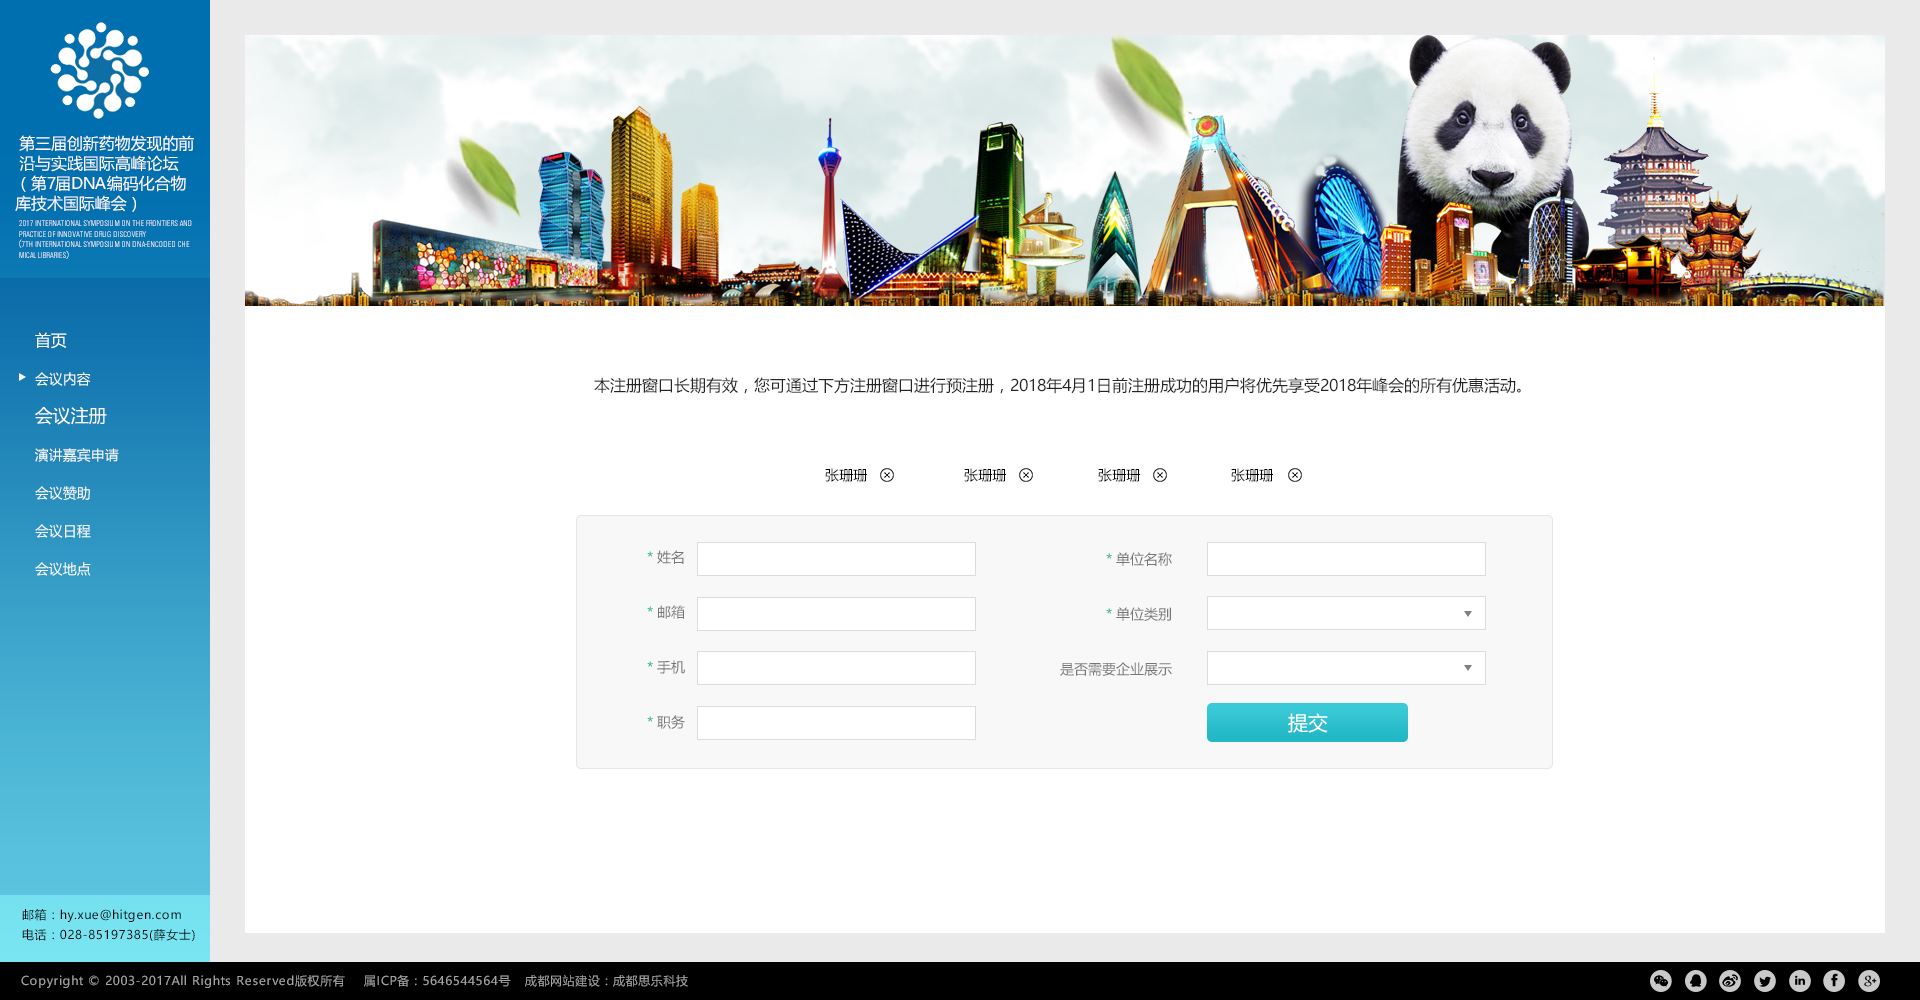 第三届创新药物发现的前
沿与实践国际高峰论坛
（第7届DNA编码化合物
库技术国际峰会）
2017 INTERNATIONAL SYMPOSIUM ON THE FRONTIERS AND
PRACTICE OF INNOVATIVE DRUG DISCOVERY
(7TH INTERNATIONAL SYMPOSIUM ON DNA-ENCODED CHE
MICAL LIBRARIES)
首页
会议内容
会议注册
演讲嘉宾申请
会议赞助
会议日程
会议地点
邮箱：hy.xue@hitgen.com
电话：028-85197385(薛女士)
本注册窗口长期有效，您可通过下方注册窗口进行预注册，2018年4月1日前注册成功的用户将优先享受2018年峰会的所有优惠活动。
张珊珊 张珊珊 张珊珊 张珊珊
* 姓名 * 单位名称
* 邮箱 * 单位类别
* 手机 是否需要企业展示
* 职务 提交
Copyright © 2003-2017All Rights Reserved版权所有 属ICP备：5646544564号 成都网站建设：成都思乐科技